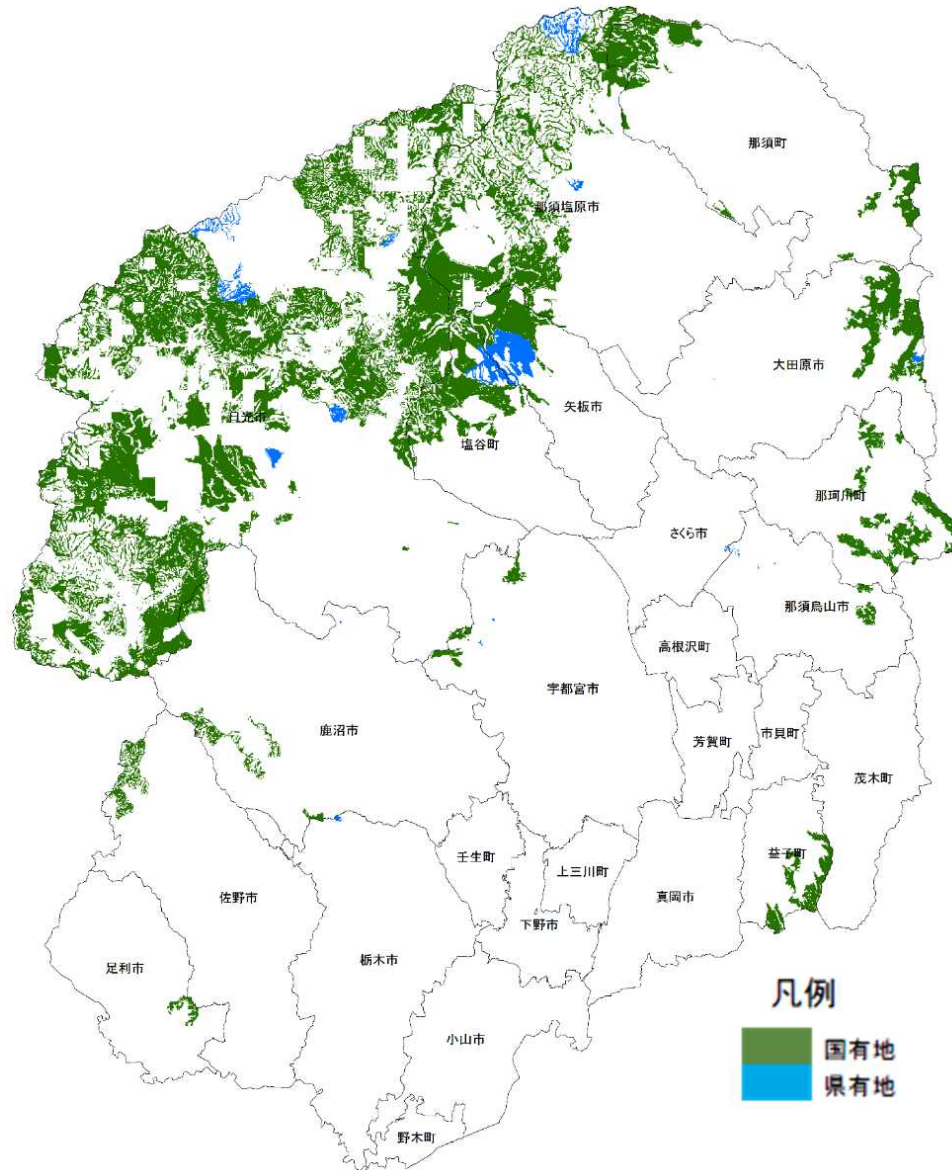 那須町
那須塩原市
大田原市
矢板市
日光市
塩谷町
那珂川町
さくら市
那須烏山市
高根沢町
宇都宮市
鹿沼市
芳賀町
市貝町
茂木町
壬生町
上三川町
益子町
真岡市
佐野市
下野市
栃木市
足利市
小山市
野木町
凡例
国有地
県有地